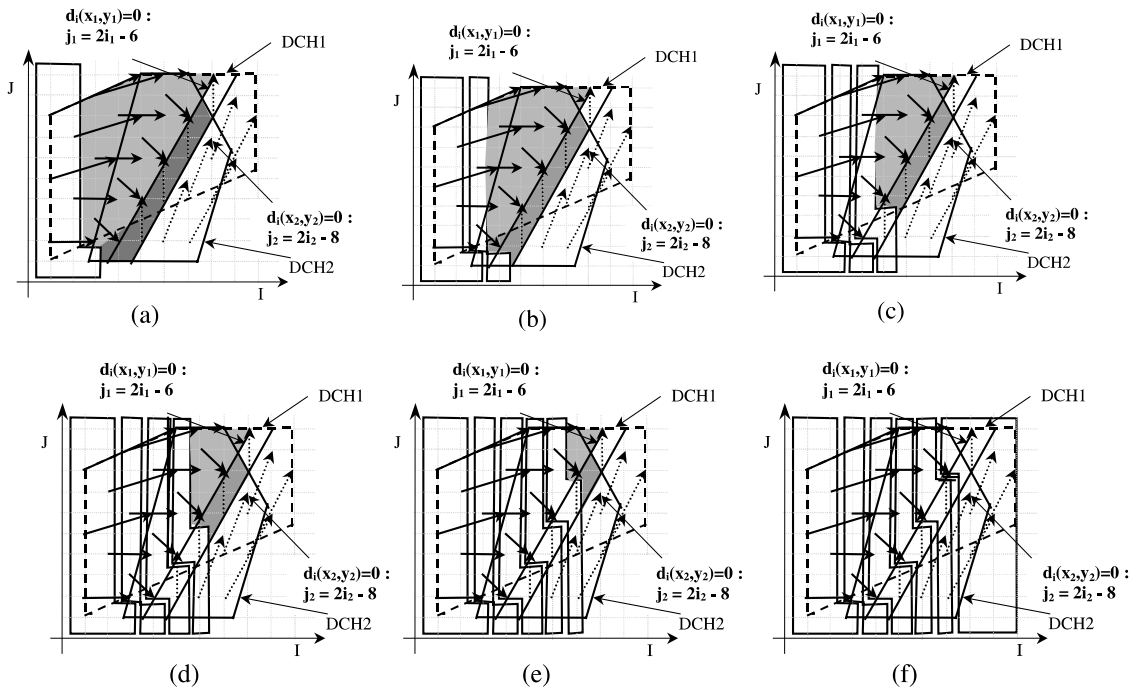 dᵢ(x₁,y₁)=0 :
j₁ = 2i₁ - 6
DCH1
J
dᵢ(x₂,y₂)=0 :
j₂ = 2i₂ - 8
DCH2
I
(a)
dᵢ(x₁,y₁)=0 :
j₁ = 2i₁ - 6
DCH1
J
dᵢ(x₂,y₂)=0 :
j₂ = 2i₂ - 8
DCH2
I
(b)
dᵢ(x₁,y₁)=0 :
j₁ = 2i₁ - 6
DCH1
J
dᵢ(x₂,y₂)=0 :
j₂ = 2i₂ - 8
DCH2
I
(c)
dᵢ(x₁,y₁)=0 :
j₁ = 2i₁ - 6
DCH1
J
dᵢ(x₂,y₂)=0 :
j₂ = 2i₂ - 8
DCH2
I
(d)
dᵢ(x₁,y₁)=0 :
j₁ = 2i₁ - 6
DCH1
J
dᵢ(x₂,y₂)=0 :
j₂ = 2i₂ - 8
DCH2
I
(e)
dᵢ(x₁,y₁)=0 :
j₁ = 2i₁ - 6
DCH1
J
dᵢ(x₂,y₂)=0 :
j₂ = 2i₂ - 8
DCH2
I
(f)